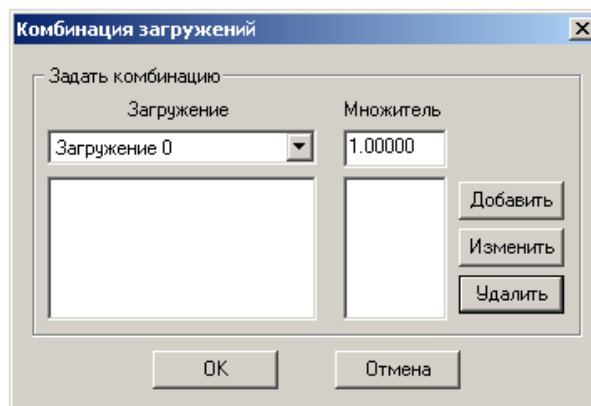 Комбинация загружений
Задать комбинацию
Загружение Множитель
Загружение 0 1.00000
Добавить
Изменить
Удалить
OK Отмена